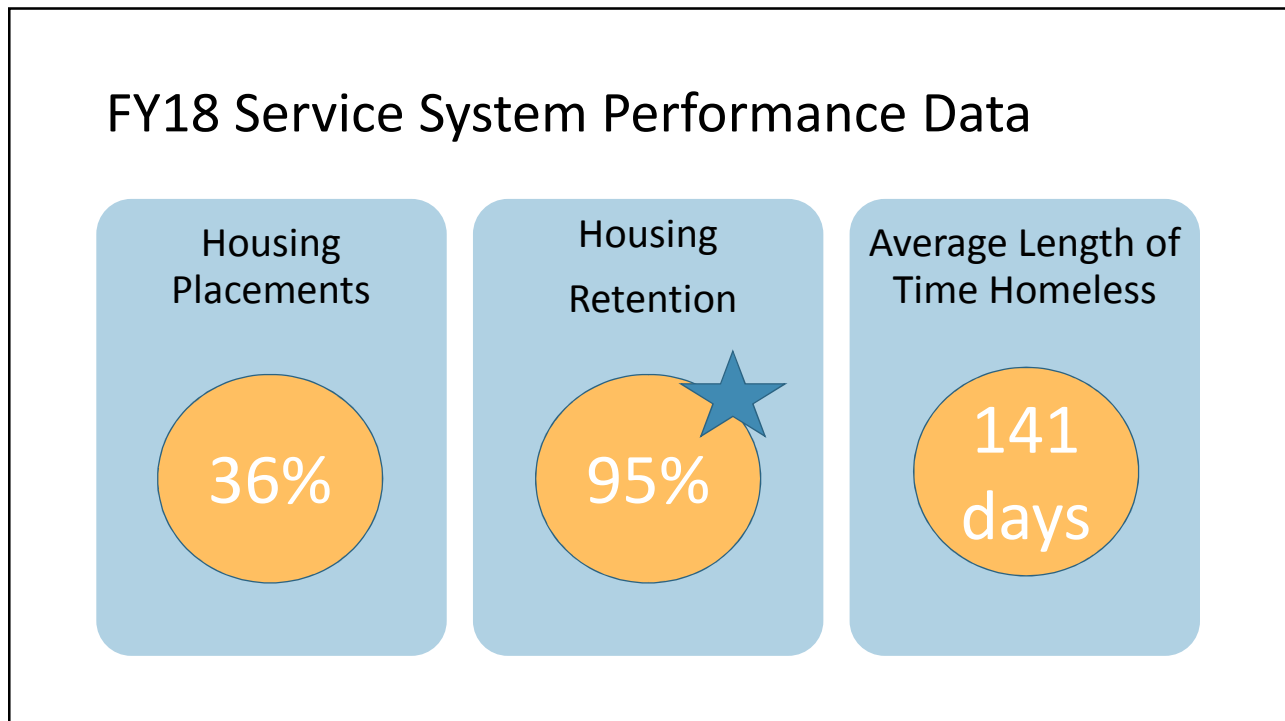 FY18 Service System Performance Data
Housing
Placements
36%
Housing
Retention
95%
Average Length of
Time Homeless
141
days